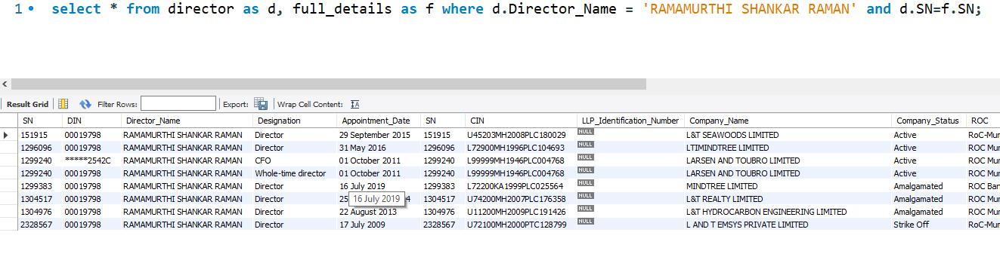 1 select * from director as d, full_details as f where d.Director_Name = 'RAMAMURTHI SHANKAR RAMAN' and d.SN=f.SN;
Result Grid Filter Rows: Export: Wrap Cell Content:
SN DIN Director_Name Designation Appointment_Date SN CIN LLP_Identification_Number Company_Name Company_Status ROC
151915 00019798 RAMAMURTHI SHANKAR RAMAN Director 29 September 2015 151915 U45203MH2008PLC180029 NULL L&T SEAWOODS LIMITED Active RoC-Mum
1296096 00019798 RAMAMURTHI SHANKAR RAMAN Director 31 May 2016 1296096 L72900MH1996PLC104693 NULL LTIMINDTREE LIMITED Active ROC Mum
1299240 *****2542C RAMAMURTHI SHANKAR RAMAN CFO 01 October 2011 1299240 L99999MH1946PLC004768 NULL LARSEN AND TOUBRO LIMITED Active ROC Mum
1299240 00019798 RAMAMURTHI SHANKAR RAMAN Whole-time director 01 October 2011 1299240 L99999MH1946PLC004768 NULL LARSEN AND TOUBRO LIMITED Active ROC Mum
1299383 00019798 RAMAMURTHI SHANKAR RAMAN Director 16 July 2019 1299383 L72200KA1999PLC025564 NULL MINDTREE LIMITED Amalgamated ROC Ban
1304517 00019798 RAMAMURTHI SHANKAR RAMAN Director 25 4 1304517 U74200MH2007PLC176358 NULL L&T REALTY LIMITED Amalgamated ROC Mum
16 July 2019
1304976 00019798 RAMAMURTHI SHANKAR RAMAN Director 22 August 2013 1304976 U11200MH2009PLC191426 NULL L&T HYDROCARBON ENGINEERING LIMITED Amalgamated ROC Mum
2328567 00019798 RAMAMURTHI SHANKAR RAMAN Director 17 July 2009 2328567 U72100MH2000PTC128799 NULL L AND T EMSYS PRIVATE LIMITED Strike Off RoC-Mum